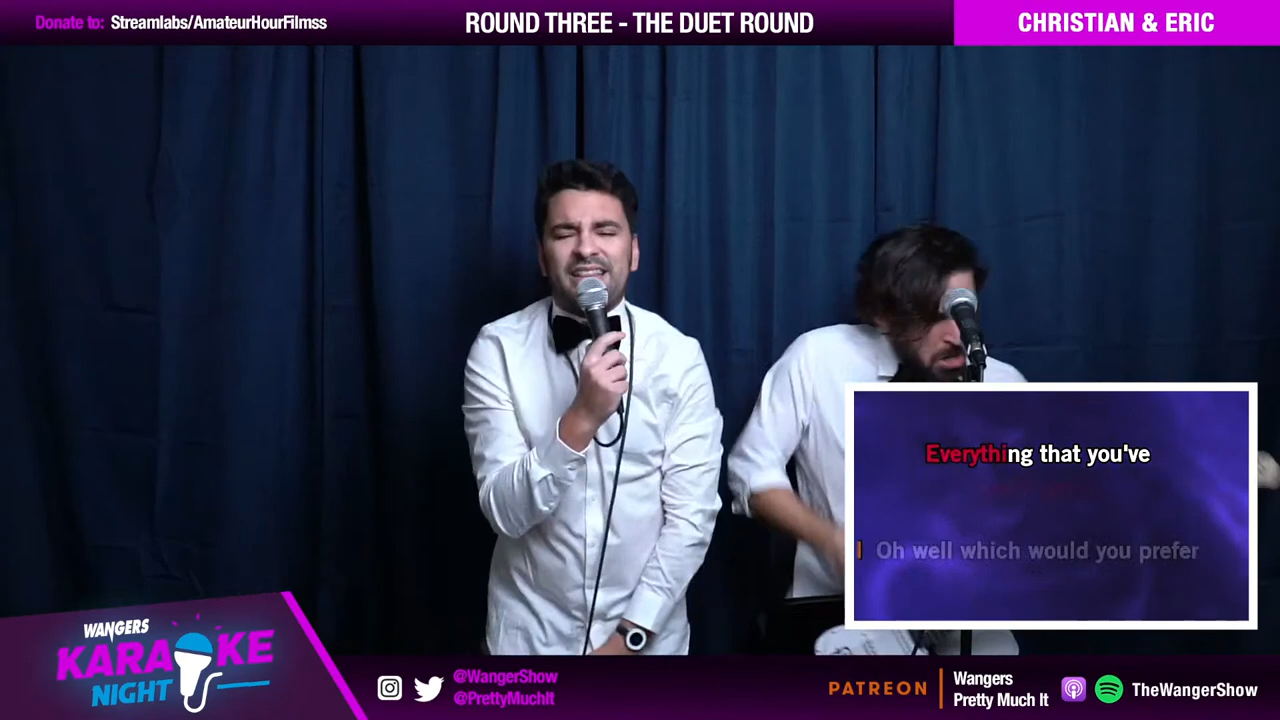 Donate to: Streamlabs/AmateurHourFilmss
ROUND THREE - THE DUET ROUND
CHRISTIAN & ERIC
Everything that you've
Oh well which would you prefer
WANGERS
KARAOKE
NIGHT
@WangerShow
@PrettyMuchIt
PATREON
Wangers
Pretty Much It
TheWangerShow